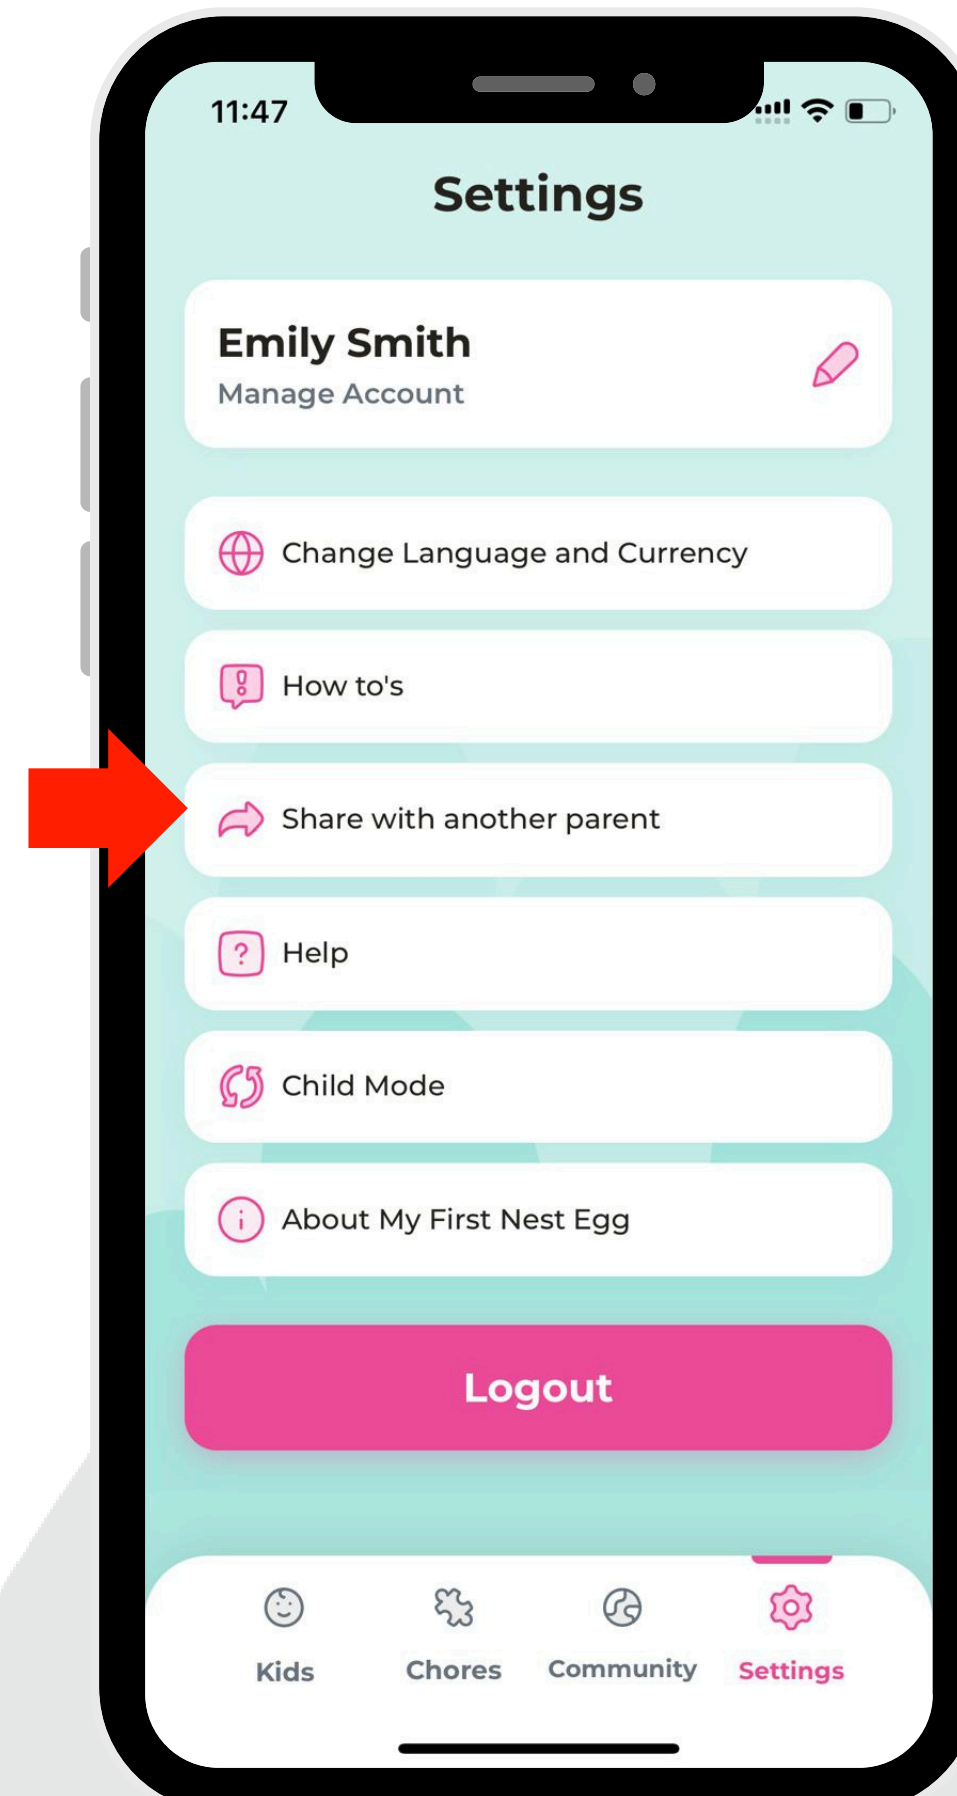 11:47
Settings
Emily Smith
Manage Account
Change Language and Currency
How to's
Share with another parent
Help
Child Mode
About My First Nest Egg
Logout
Kids Chores Community Settings